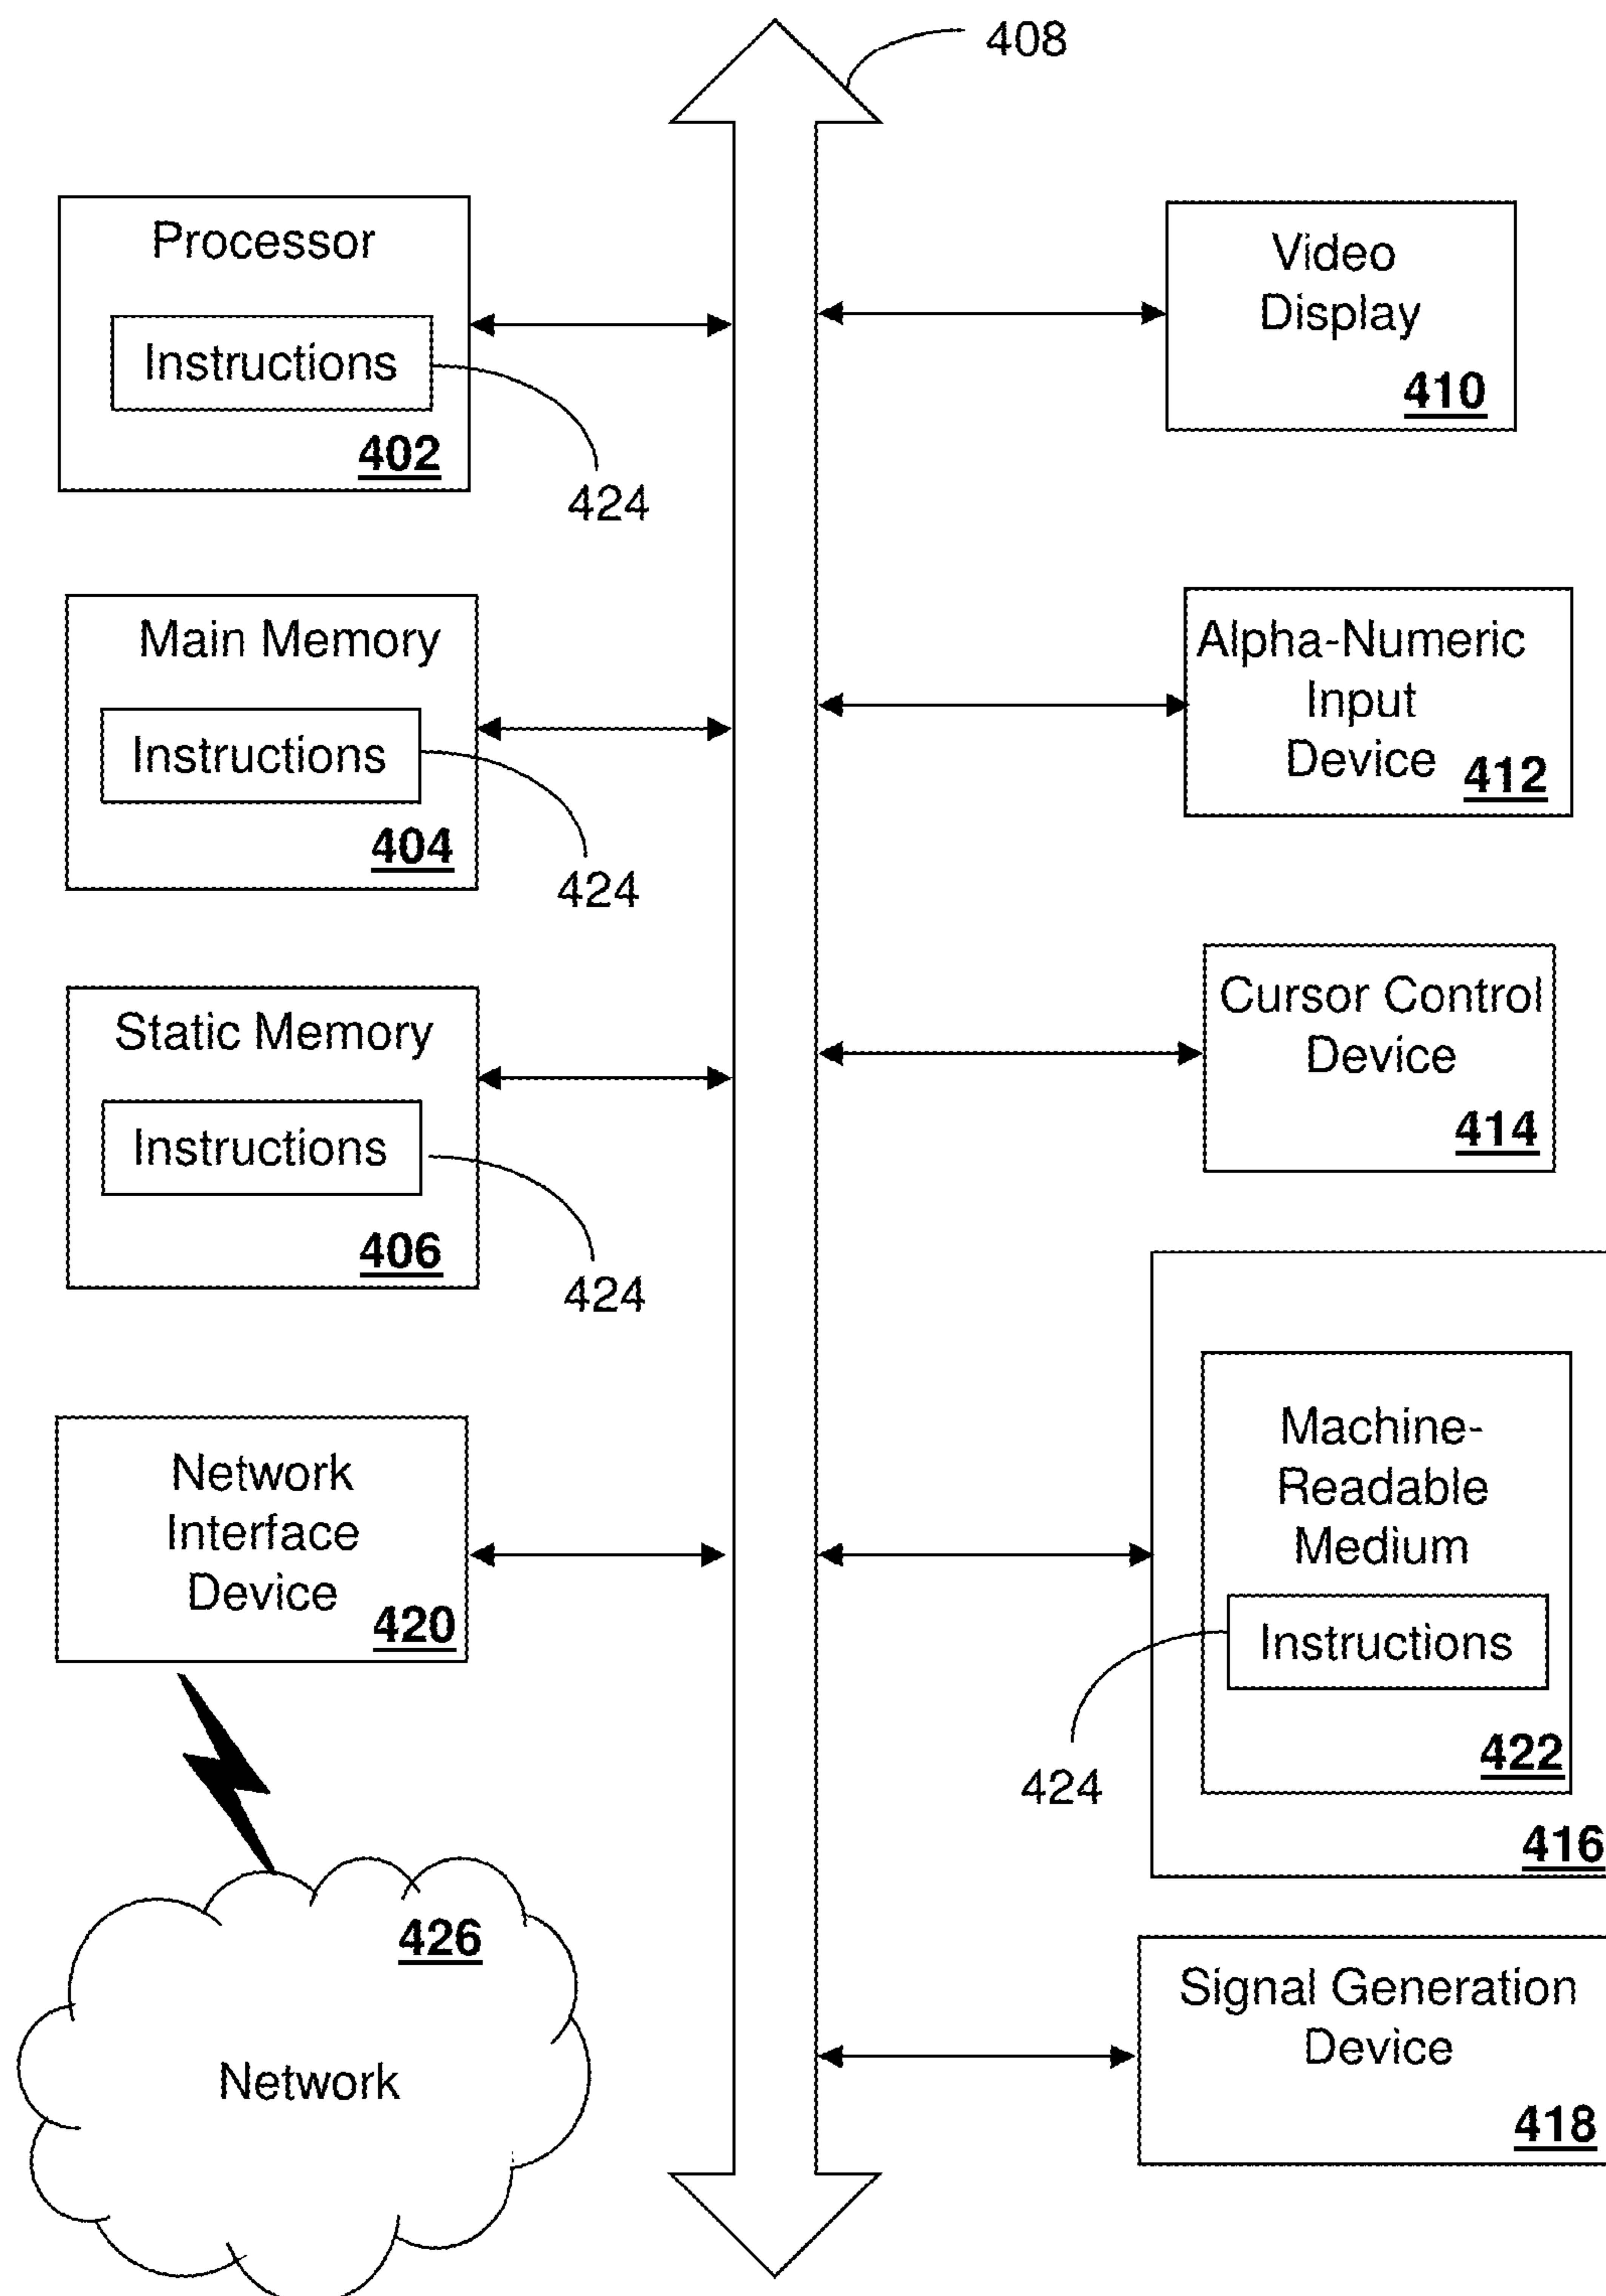 408
Processor
Instructions
402
424
Main Memory
Instructions
404
424
Static Memory
Instructions
406
424
Network
Interface
Device
420
426
Network
Video
Display
410
Alpha-Numeric
Input
Device
412
Cursor Control
Device
414
Machine-
Readable
Medium
Instructions
424
422
416
Signal Generation
Device
418